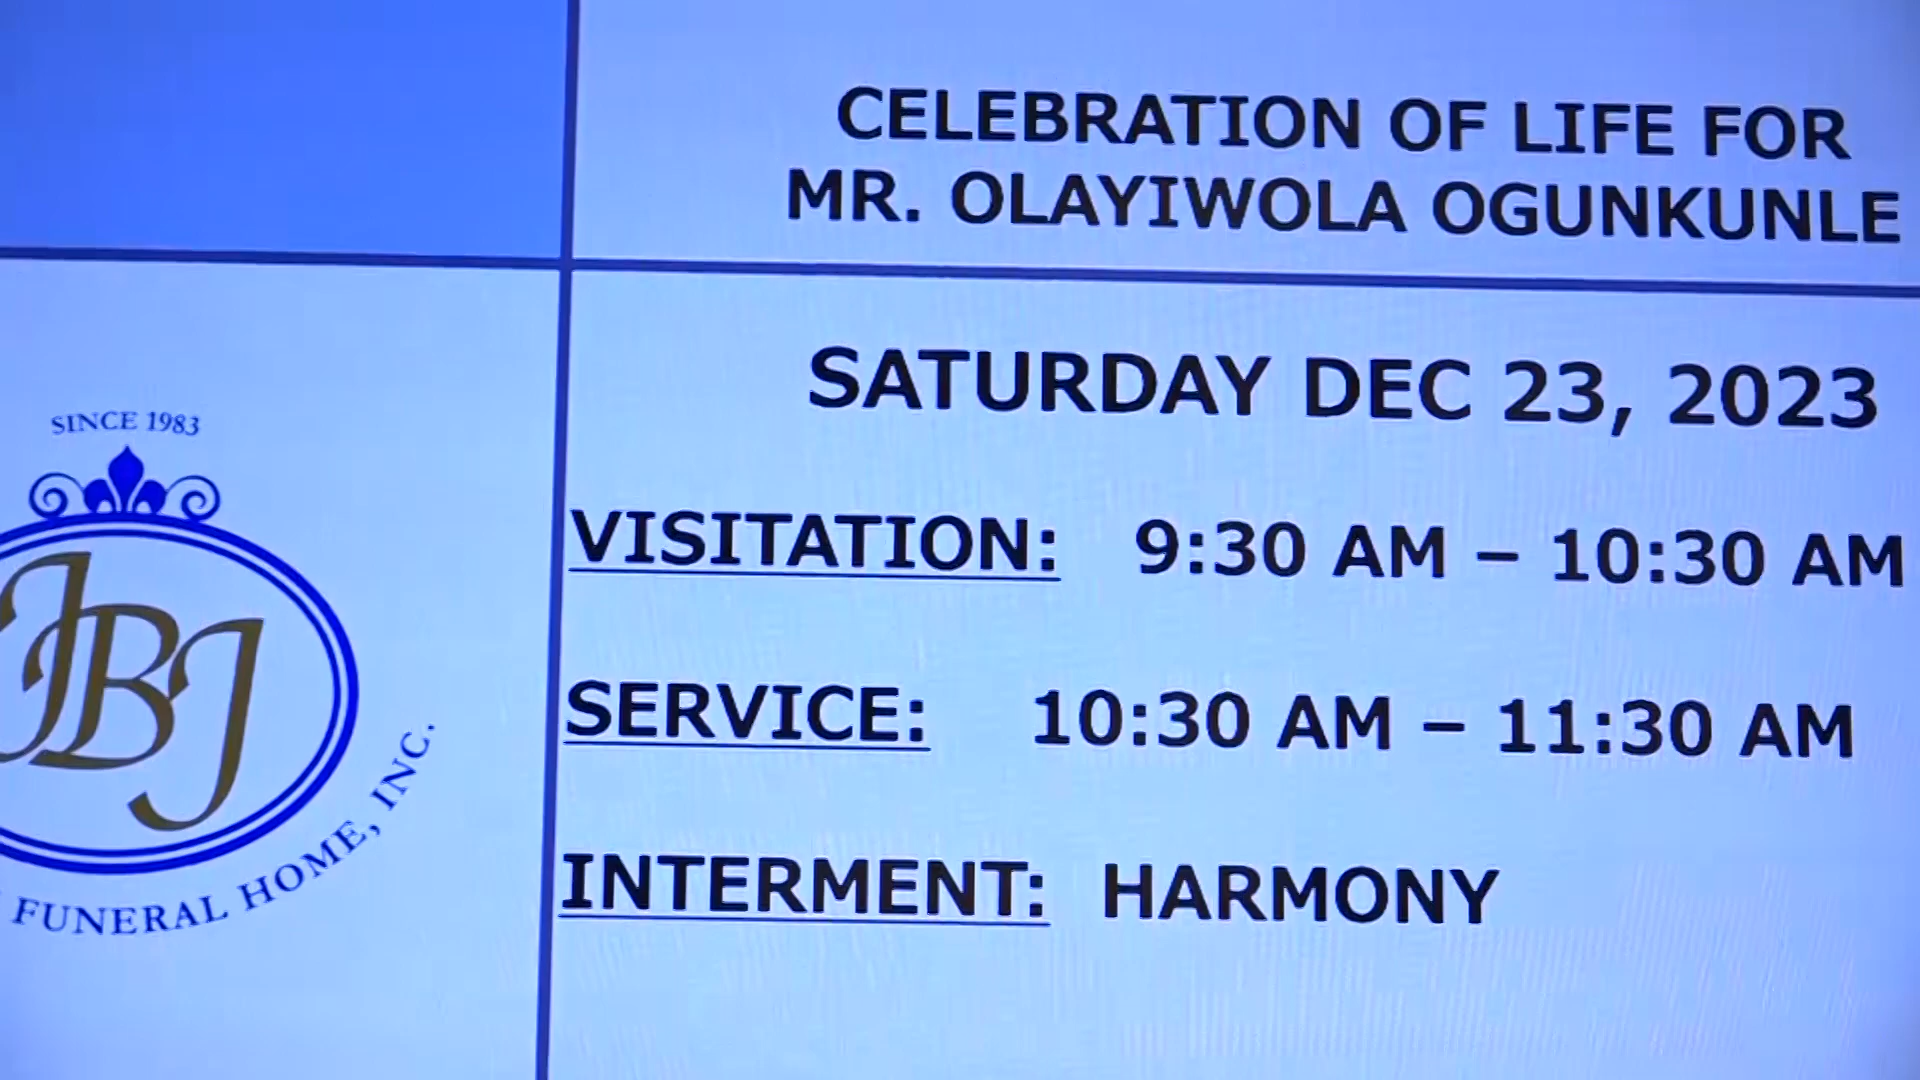 CELEBRATION OF LIFE FOR
MR. OLAYIWOLA OGUNKUNLE
SATURDAY DEC 23, 2023
VISITATION: 9:30 AM – 10:30 AM
SERVICE: 10:30 AM – 11:30 AM
INTERMENT: HARMONY
SINCE 1983
JBJ
FUNERAL HOME, INC.